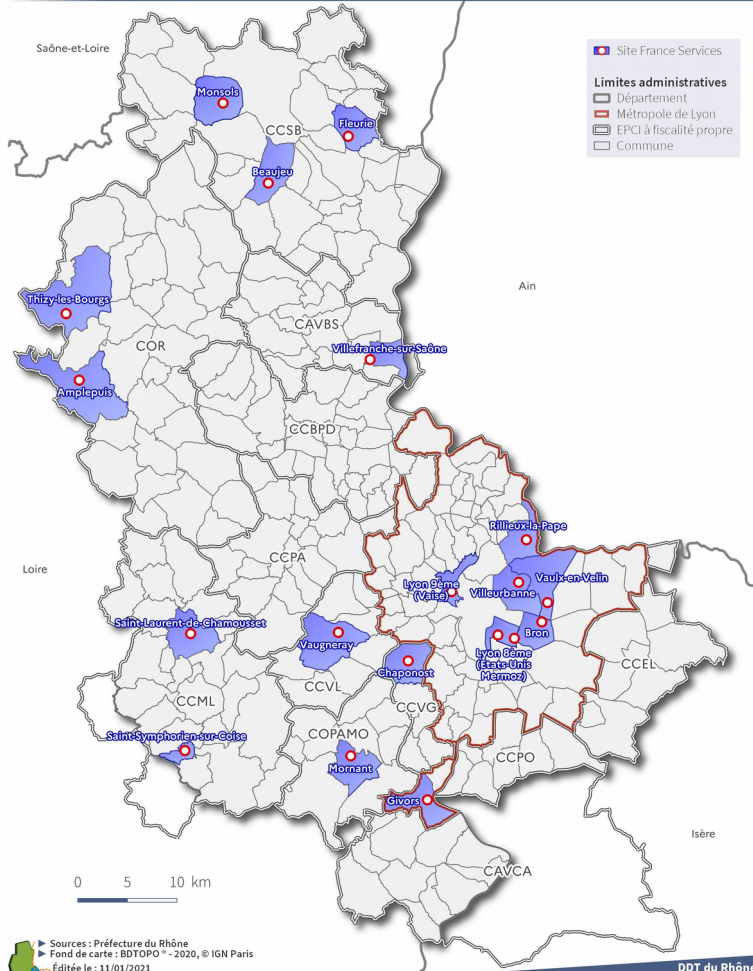 Saône-et-Loire
Site France Services
Limites administratives
Département
Métropole de Lyon
EPCI à fiscalité propre
Commune
Monsols
Fleurie
CCSB
Beaujeu
Ain
Thizy-les-Bourgs
CAVBS
COR
Villefranche-sur-Saône
Amplepuis
CCBPD
Rillieux-la-Pape
CCPA
Loire
Lyon 9ème
(Vaise)
Vaulx-en-Velin
Villeurbanne
Saint-Laurent-de-Chamousset
Vaugneray
Bron
Lyon 8ème
(Etats-Unis
Mermoz)
CCEL
Chaponost
CCVL
CCML
CCVG
Saint-Symphorien-sur-Coise
COPAMO
CCPO
Mornant
Givors
Isère
CAVCA
0 5 10 km
Sources : Préfecture du Rhône
Fond de carte : BDTOPO ® - 2020, © IGN Paris
Éditée le : 11/01/2021
DDT du Rhône